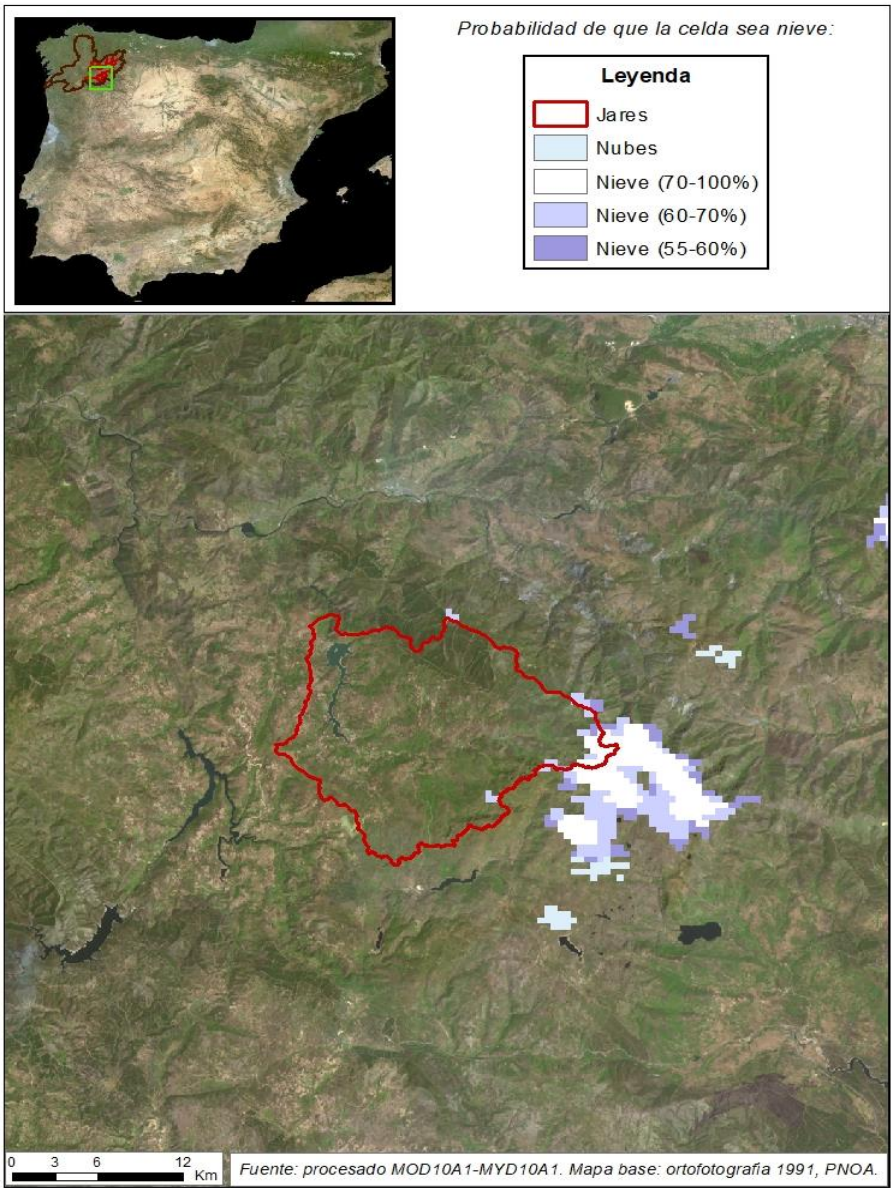 Probabilidad de que la celda sea nieve:
Leyenda
Jares
Nubes
Nieve (70-100%)
Nieve (60-70%)
Nieve (55-60%)
0 3 6 12 Km
Fuente: procesado MOD10A1-MYD10A1. Mapa base: ortofotografia 1991, PNOA.